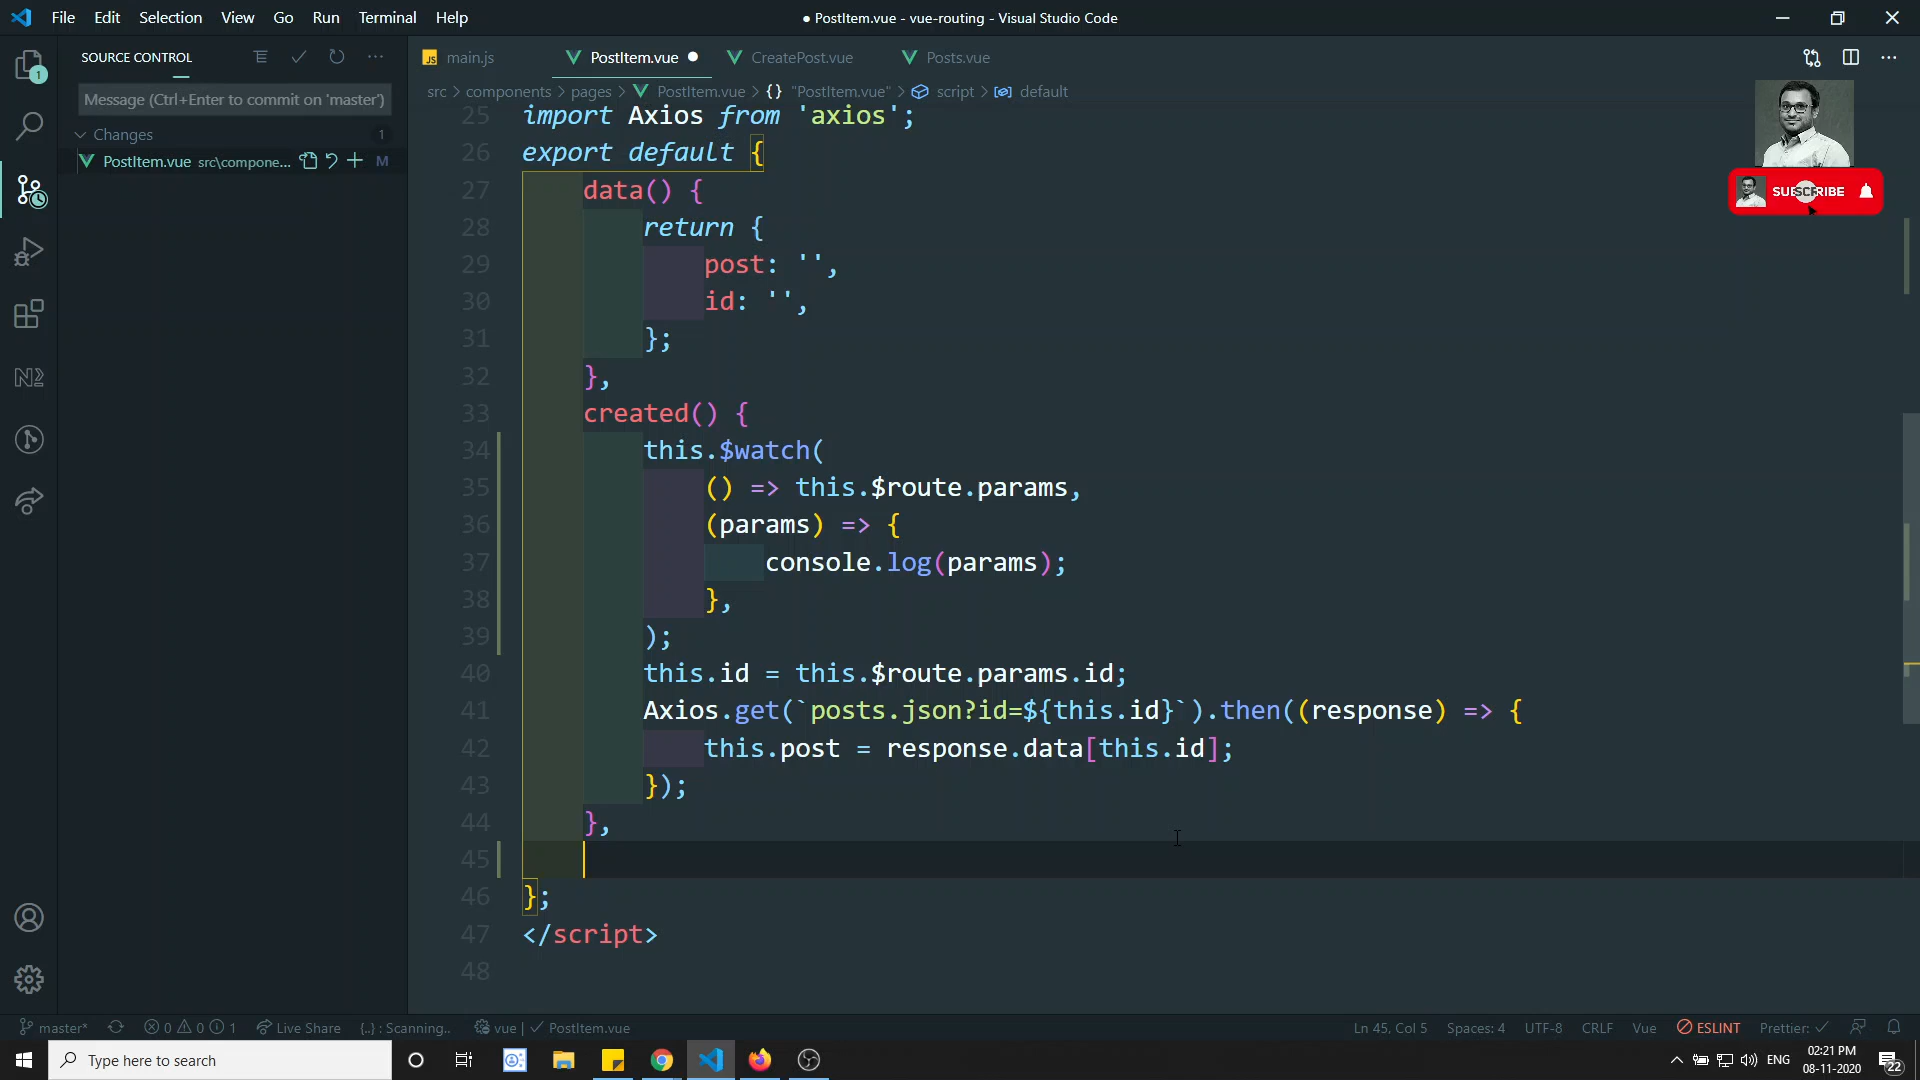 File Edit Selection View Go Run Terminal Help
● PostItem.vue - vue-routing - Visual Studio Code
SOURCE CONTROL
Message (Ctrl+Enter to commit on 'master')
Changes 1
PostItem.vue src\compone... M
1
JS main.js PostItem.vue CreatePost.vue Posts.vue
src > components > pages > PostItem.vue > {} "PostItem.vue" > script > default
25 import Axios from 'axios';
26 export default {
27 data() {
28 return {
29 post: '',
30 id: '',
31 };
32 },
33 created() {
34 this.$watch(
35 () => this.$route.params,
36 (params) => {
37 console.log(params);
38 },
39 );
40 this.id = this.$route.params.id;
41 Axios.get(`posts.json?id=${this.id}`).then((response) => {
42 this.post = response.data[this.id];
43 });
44 },
45
46 };
47 </script>
48
master* 0 0 1 Live Share {..} : Scanning.. vue | PostItem.vue
Ln 45, Col 5 Spaces: 4 UTF-8 CRLF Vue ESLINT Prettier: ✓
Type here to search
ENG 02:21 PM
08-11-2020
22